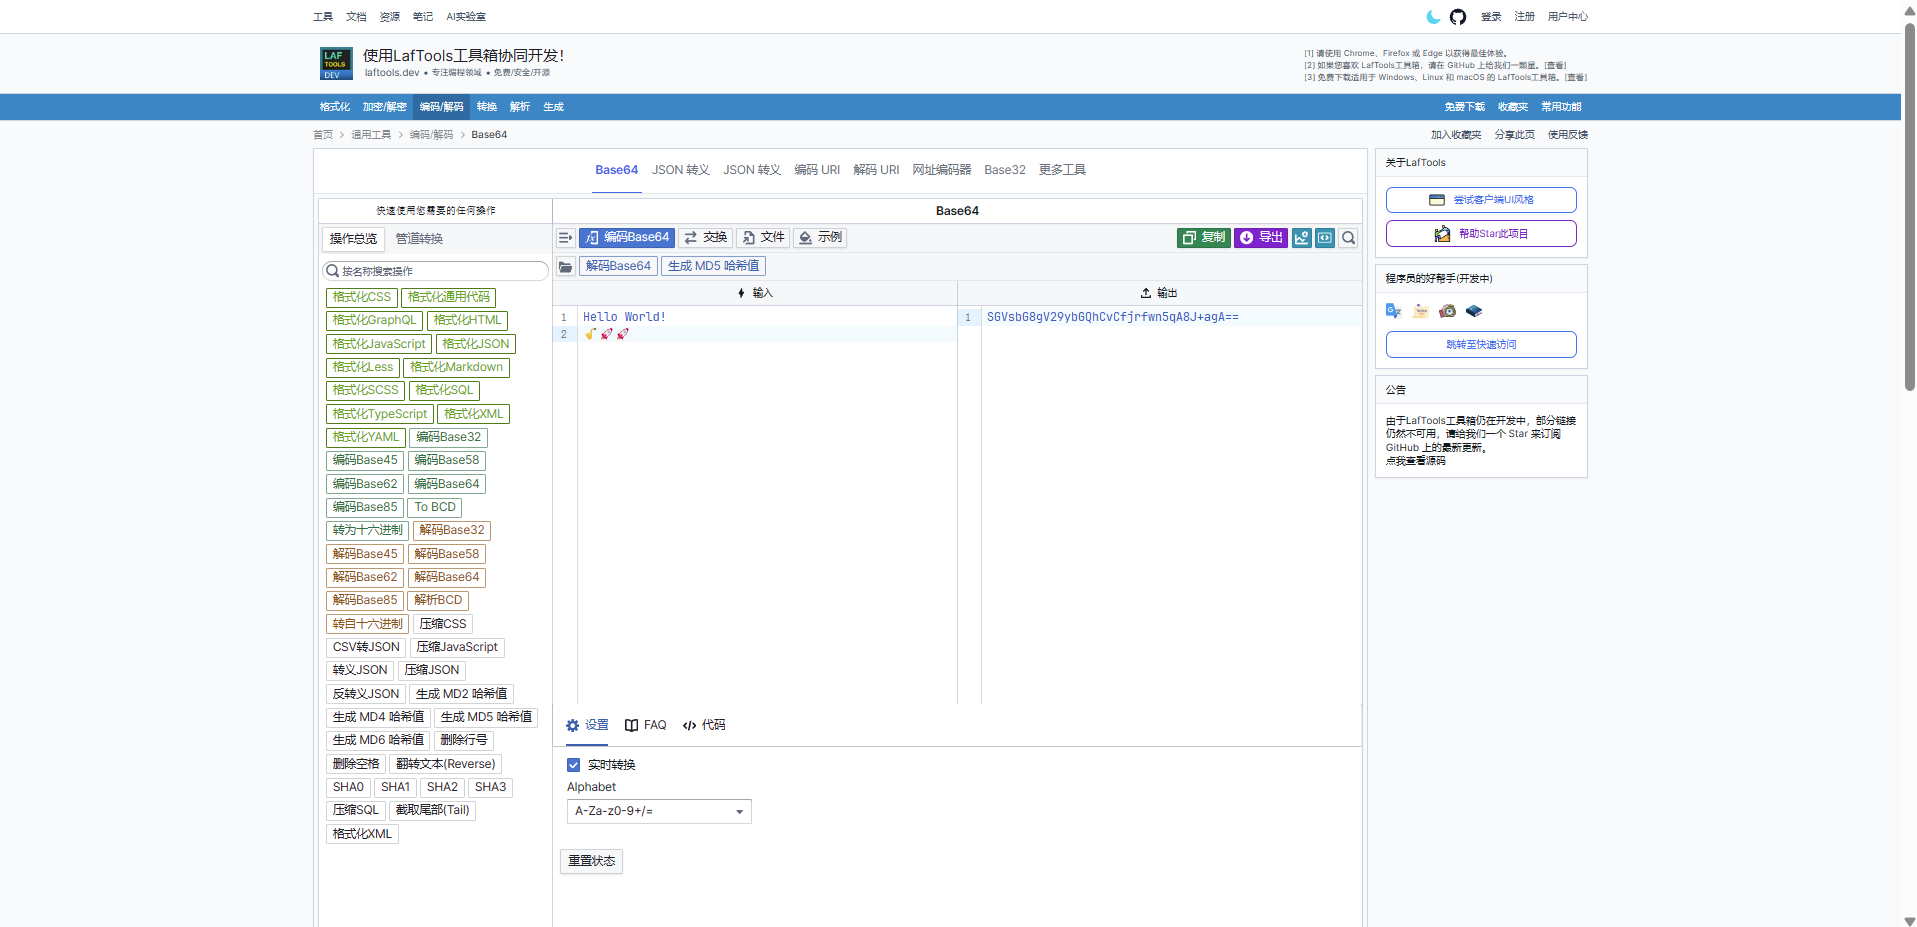 工具 文档 资源 笔记 AI实验室 登录 注册 用户中心
LAF TOOLS DEV
使用LafTools工具箱协同开发!
laftools.dev • 专注编程领域 • 免费/安全/开源
[1] 请使用 Chrome、Firefox 或 Edge 以获得最佳体验。
[2] 如果您喜欢 LafTools工具箱，请在 GitHub 上给我们一颗星。[查看]
[3] 免费下载适用于 Windows、Linux 和 macOS 的 LafTools工具箱。[查看]
格式化 加密/解密 编码/解码 转换 解析 生成 免费下载 收藏夹 常用功能
首页 > 通用工具 > 编码/解码 > Base64 加入收藏夹 分享此页 使用反馈
Base64 JSON 转义 JSON 转义 编码 URI 解码 URI 网址编码器 Base32 更多工具
快速使用您需要的任何操作
操作总览 管道转换
按名称搜索操作
格式化CSS 格式化通用代码
格式化GraphQL 格式化HTML
格式化JavaScript 格式化JSON
格式化Less 格式化Markdown
格式化SCSS 格式化SQL
格式化TypeScript 格式化XML
格式化YAML 编码Base32
编码Base45 编码Base58
编码Base62 编码Base64
编码Base85 To BCD
转为十六进制 解码Base32
解码Base45 解码Base58
解码Base62 解码Base64
解码Base85 解析BCD
转自十六进制 压缩CSS
CSV转JSON 压缩JavaScript
转义JSON 压缩JSON
反转义JSON 生成 MD2 哈希值
生成 MD4 哈希值 生成 MD5 哈希值
生成 MD6 哈希值 删除行号
删除空格 翻转文本(Reverse)
SHA0 SHA1 SHA2 SHA3
压缩SQL 截取尾部(Tail)
格式化XML
Base64
编码Base64 交换 文件 示例 复制 导出
解码Base64 生成 MD5 哈希值
输入 输出
1 Hello World!
2 🎷🚀🚀
1 SGVsbG8gV29ybGQhCvCfjrfwn5qA8J+agA==
设置 FAQ 代码
实时转换
Alphabet
A-Za-z0-9+/=
重置状态
关于LafTools
尝试客户端UI风格
帮助Star此项目
程序员的好帮手(开发中)
跳转至快速访问
公告
由于LafTools工具箱仍在开发中，部分链接
仍然不可用，请给我们一个 Star 来订阅
GitHub 上的最新更新。
点我查看源码